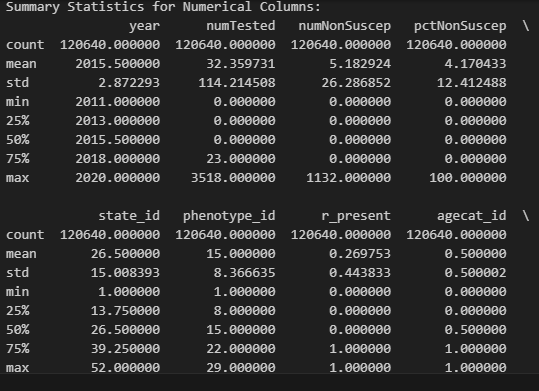 Summary Statistics for Numerical Columns:
year numTested numNonSuscep pctNonSuscep \
count 120640.000000 120640.000000 120640.000000 120640.000000
mean 2015.500000 32.359731 5.182924 4.170433
std 2.872293 114.214508 26.286852 12.412488
min 2011.000000 0.000000 0.000000 0.000000
25% 2013.000000 0.000000 0.000000 0.000000
50% 2015.500000 0.000000 0.000000 0.000000
75% 2018.000000 23.000000 0.000000 0.000000
max 2020.000000 3518.000000 1132.000000 100.000000
state_id phenotype_id r_present agecat_id \
count 120640.000000 120640.000000 120640.000000 120640.000000
mean 26.500000 15.000000 0.269753 0.500000
std 15.008393 8.366635 0.443833 0.500002
min 1.000000 1.000000 0.000000 0.000000
25% 13.750000 8.000000 0.000000 0.000000
50% 26.500000 15.000000 0.000000 0.500000
75% 39.250000 22.000000 1.000000 1.000000
max 52.000000 29.000000 1.000000 1.000000